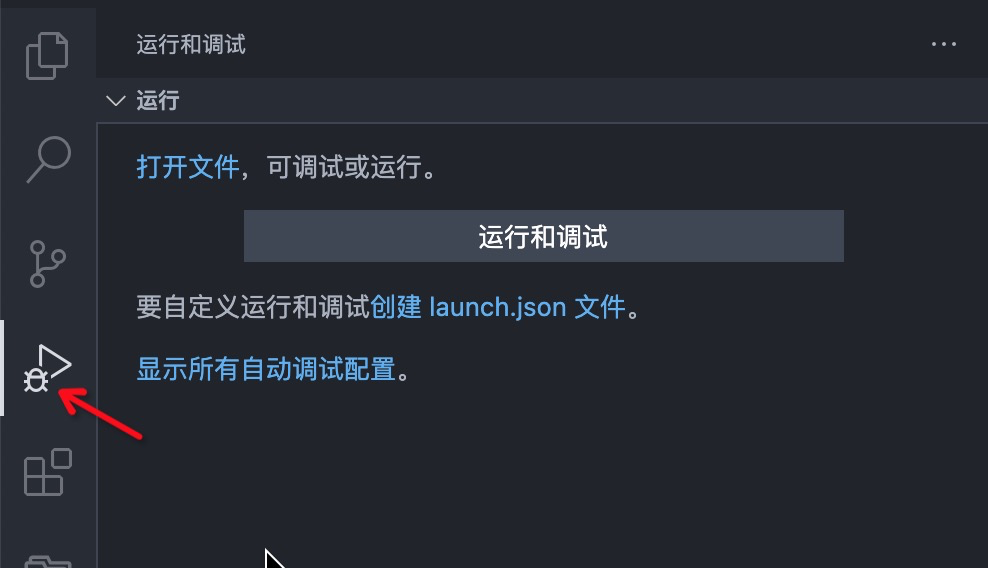 运行和调试
运行
打开文件，可调试或运行。
运行和调试
要自定义运行和调试创建 launch.json 文件。
显示所有自动调试配置。